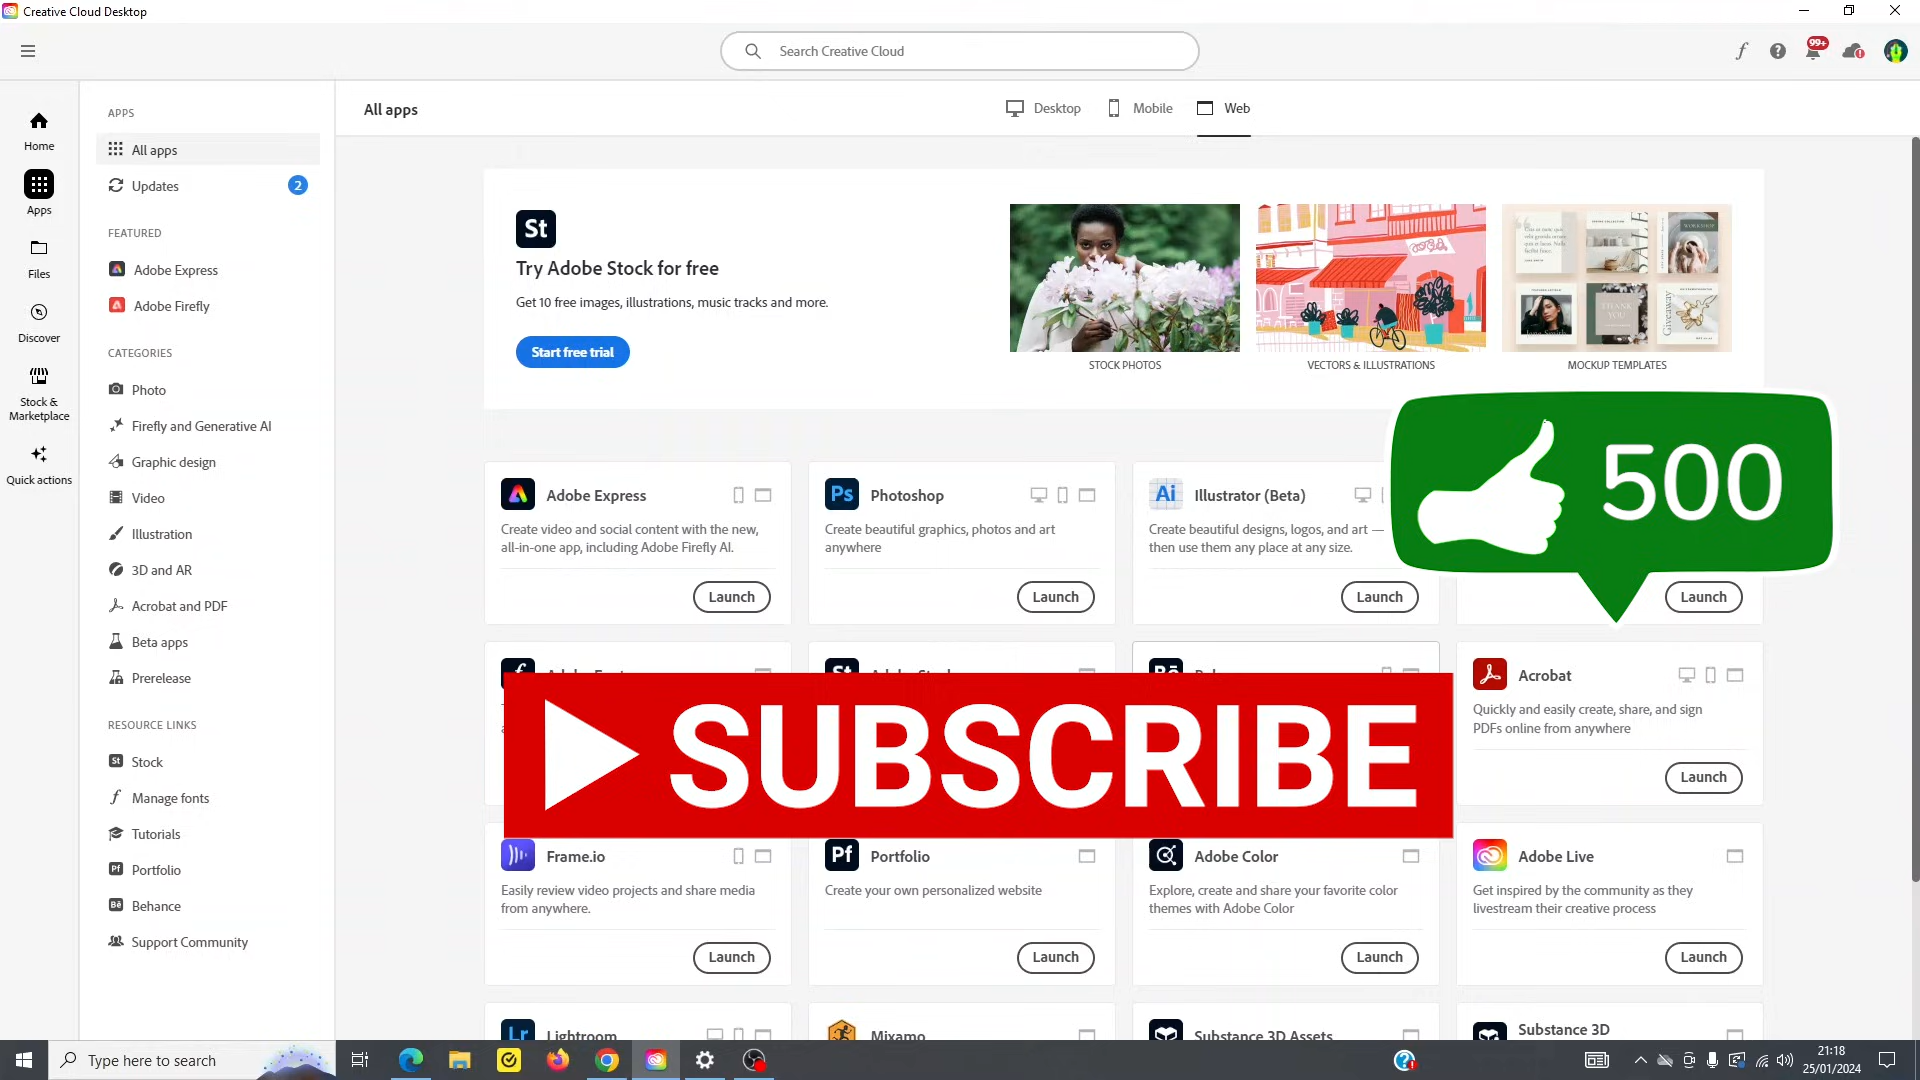 Creative Cloud Desktop
Search Creative Cloud
99+
Home
Apps
Files
Discover
Stock &
Marketplace
Quick actions
APPS
All apps
Updates
2
FEATURED
Adobe Express
Adobe Firefly
CATEGORIES
Photo
Firefly and Generative AI
Graphic design
Video
Illustration
3D and AR
Acrobat and PDF
Beta apps
Prerelease
RESOURCE LINKS
St Stock
Manage fonts
Tutorials
Pf Portfolio
Bē Behance
Support Community
All apps
Desktop
Mobile
Web
St
Try Adobe Stock for free
Get 10 free images, illustrations, music tracks and more.
Start free trial
STOCK PHOTOS
VECTORS & ILLUSTRATIONS
WORKSHOP
THANK
YOU
Giveaway
MOCKUP TEMPLATES
500
Adobe Express
Create video and social content with the new,
all-in-one app, including Adobe Firefly AI.
Launch
Ps Photoshop
Create beautiful graphics, photos and art
anywhere
Launch
Ai Illustrator (Beta)
Create beautiful designs, logos, and art —
then use them any place at any size.
Launch
Launch
SUBSCRIBE
Acrobat
Quickly and easily create, share, and sign
PDFs online from anywhere
Launch
Frame.io
Easily review video projects and share media
from anywhere.
Launch
Pf Portfolio
Create your own personalized website
Launch
Adobe Color
Explore, create and share your favorite color
themes with Adobe Color
Launch
Adobe Live
Get inspired by the community as they
livestream their creative process
Launch
Lr Lightroom
Mixamo
Substance 3D Assets
Substance 3D
Type here to search
21:18
25/01/2024